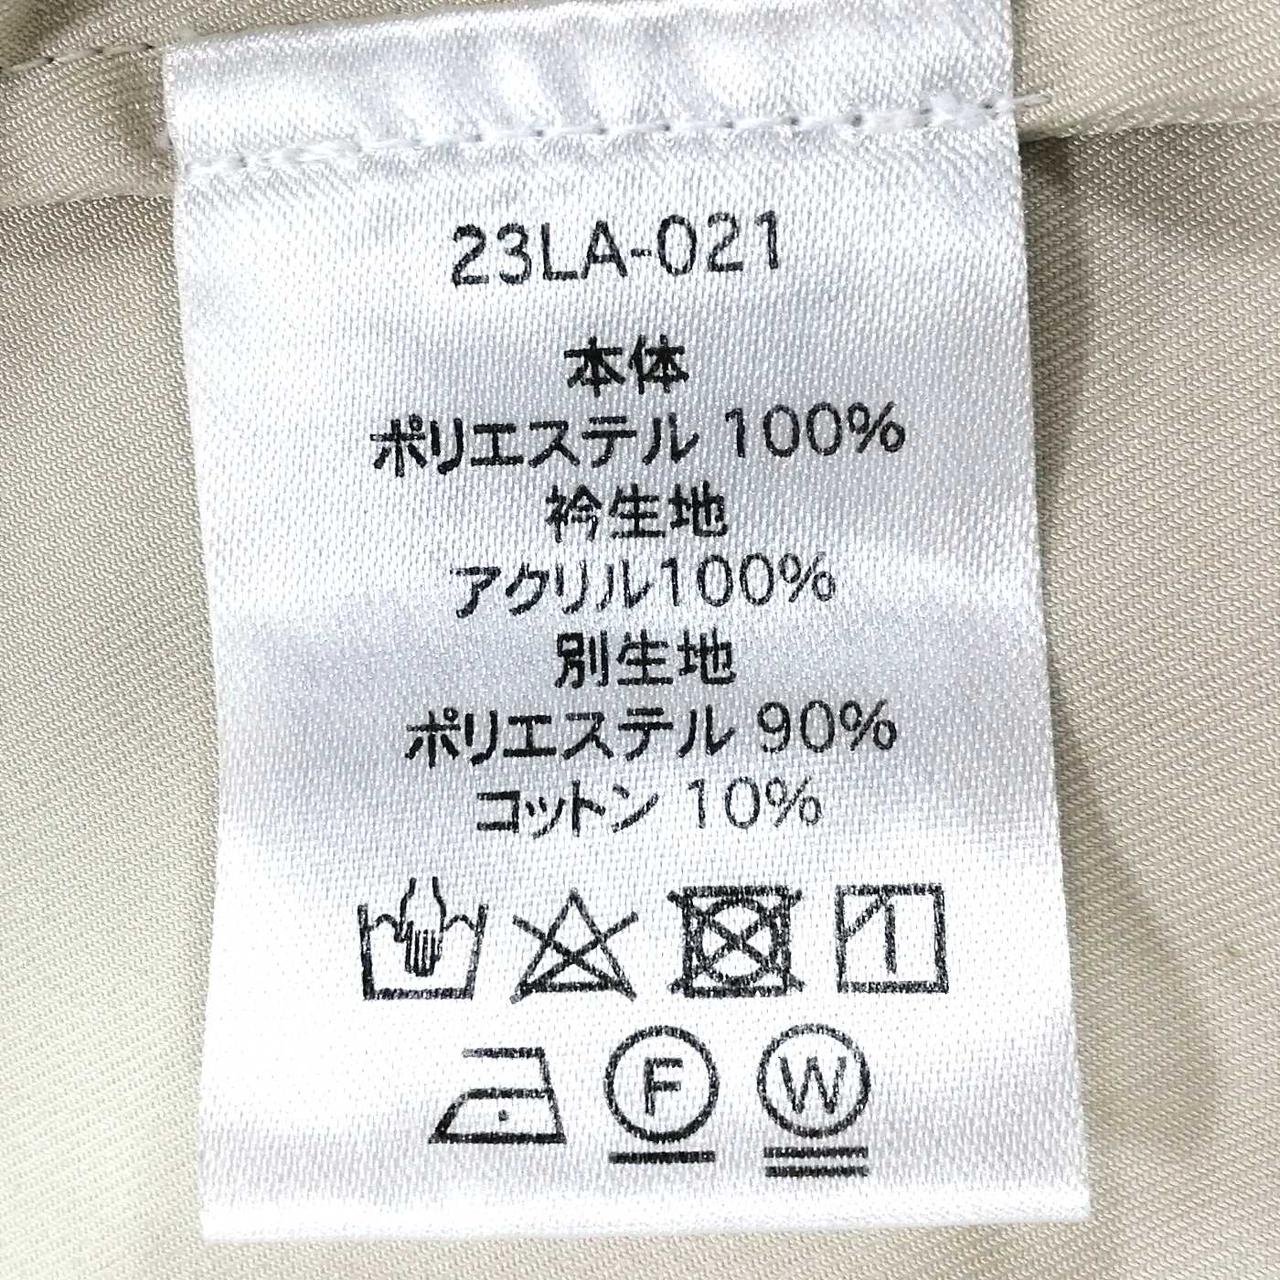 23LA-021
本体
ポリエステル 100%
衿生地
アクリル100%
別生地
ポリエステル 90%
コットン 10%
F W